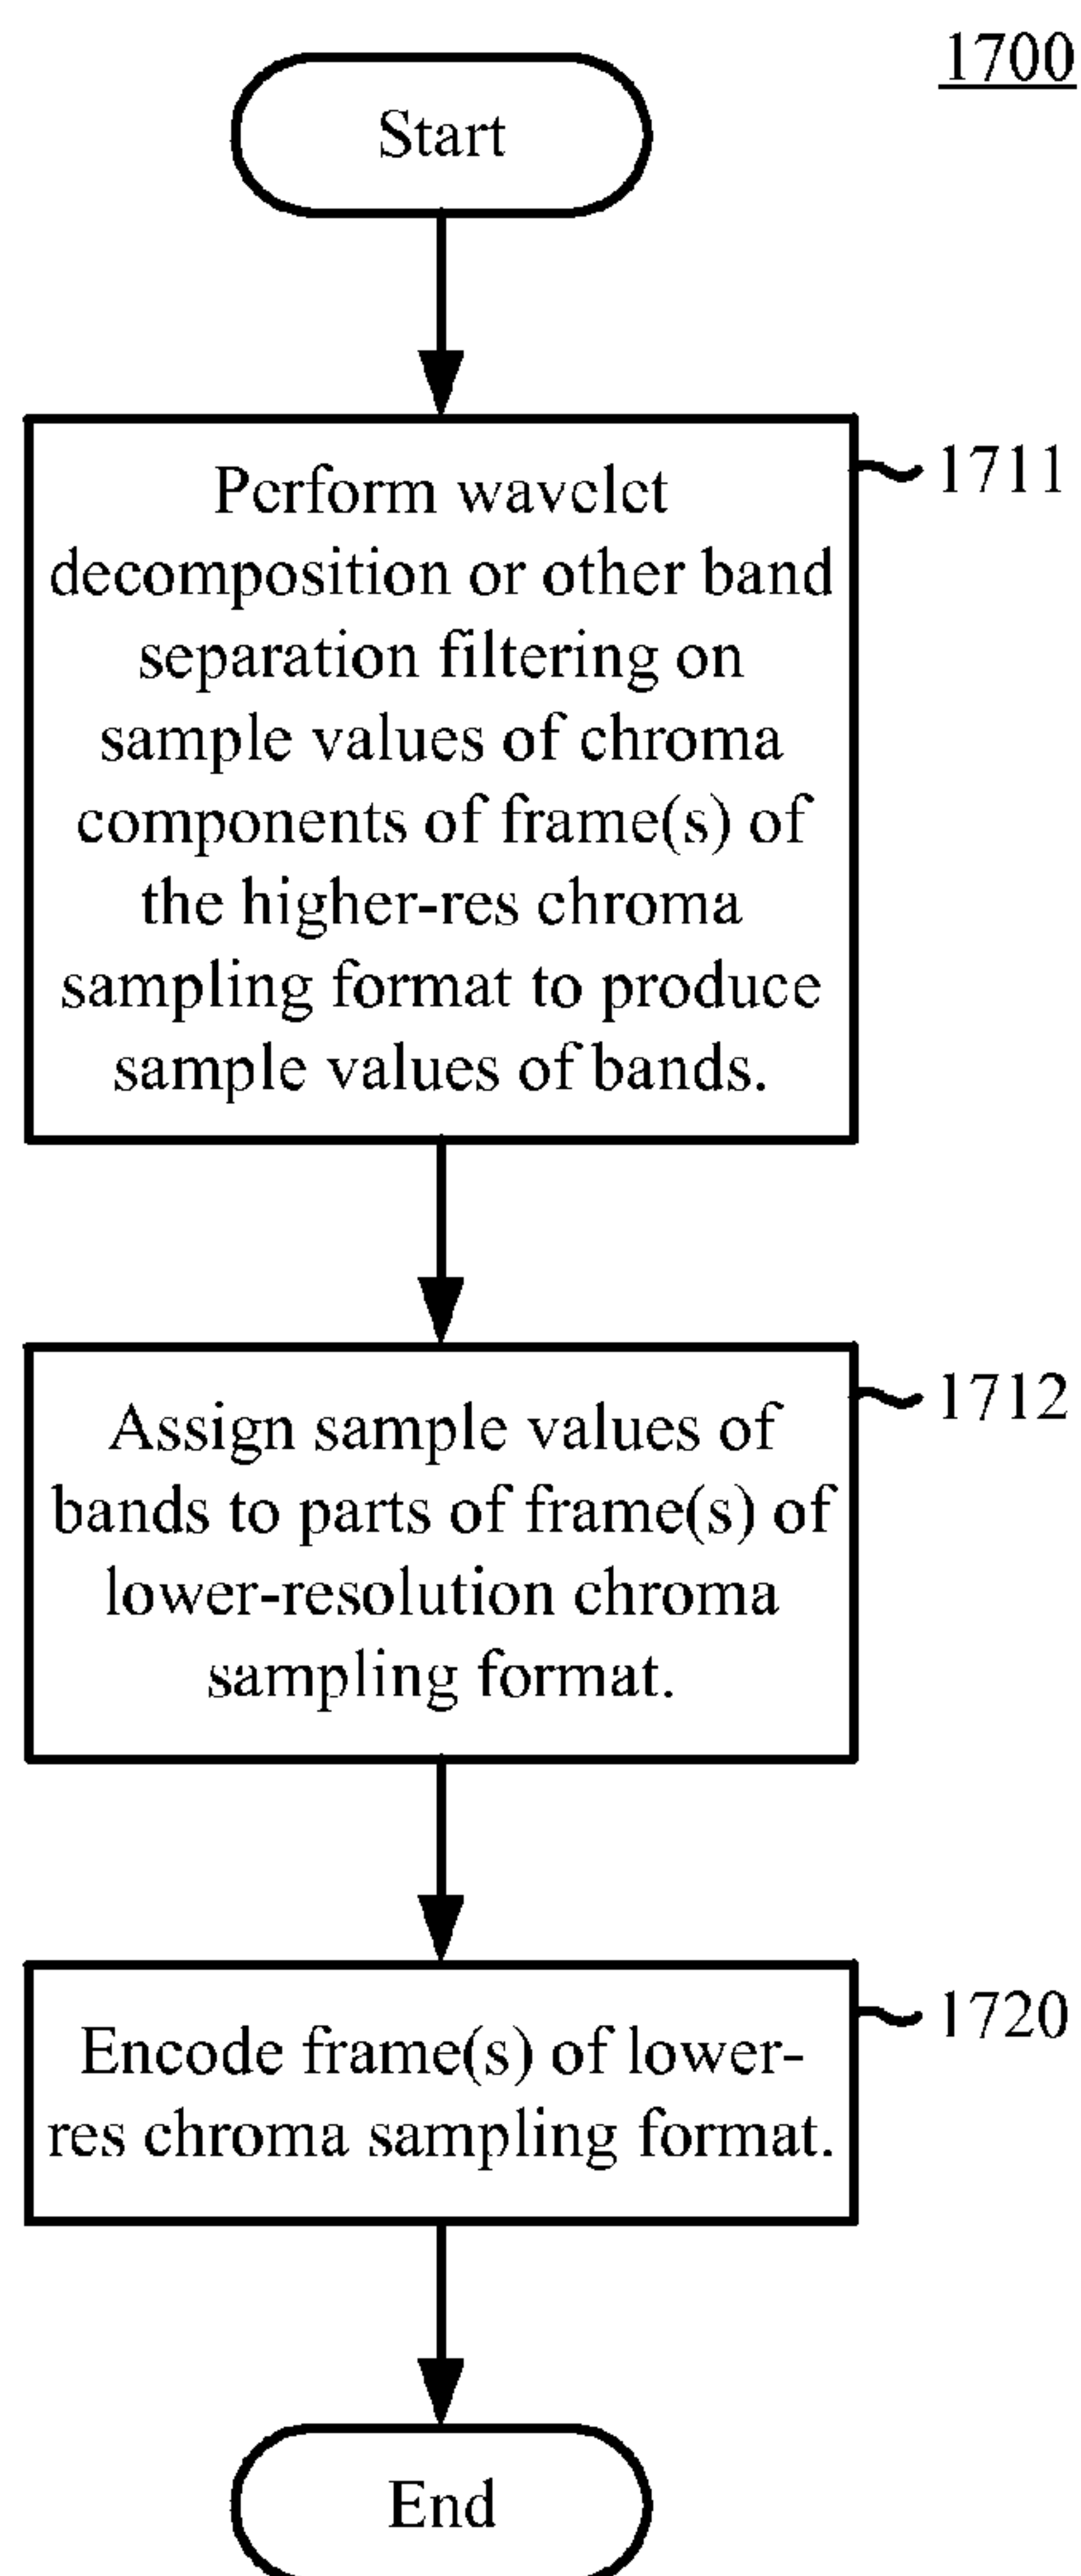 1700
Start
Perform wavelet
decomposition or other band
separation filtering on
sample values of chroma
components of frame(s) of
the higher-res chroma
sampling format to produce
sample values of bands.
1711
Assign sample values of
bands to parts of frame(s) of
lower-resolution chroma
sampling format.
1712
Encode frame(s) of lower-
res chroma sampling format.
1720
End